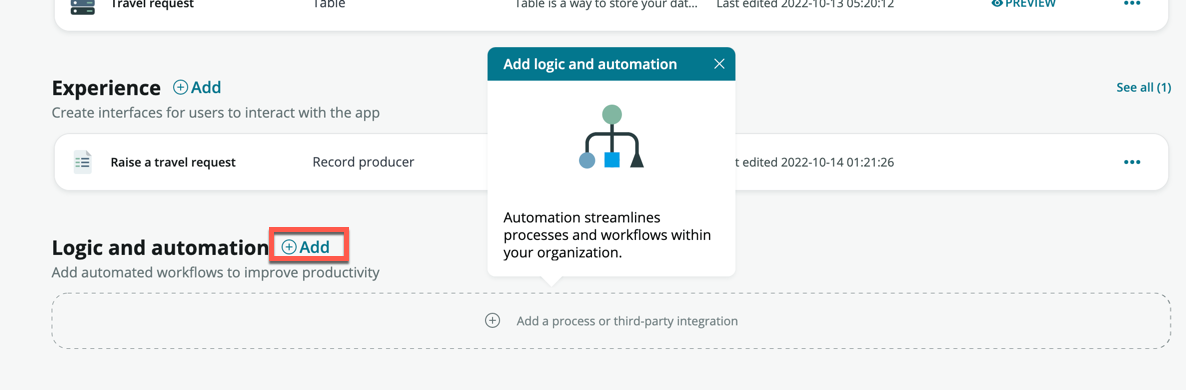 Travel request Table Table is a way to store your dat... Last edited 2022-10-13 05:20:12 PREVIEW
Add logic and automation
Experience Add See all (1)
Create interfaces for users to interact with the app
Raise a travel request Record producer t edited 2022-10-14 01:21:26
Automation streamlines
processes and workflows within
your organization.
Logic and automation Add
Add automated workflows to improve productivity
Add a process or third-party integration